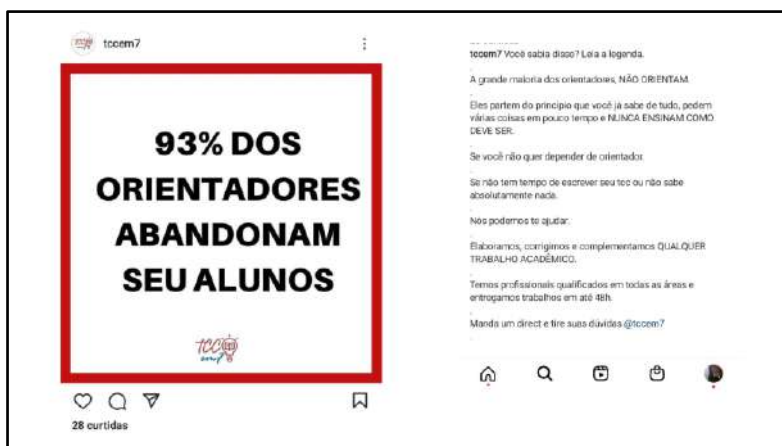 tccem7
93% DOS
ORIENTADORES
ABANDONAM
SEU ALUNOS
TCC
em7
28 curtidas
tccem7 Você sabia disso? Leia a legenda.
.
A grande maioria dos orientadores, NÃO ORIENTAM.
.
Eles partem do princípio que você já sabe de tudo, pedem
várias coisas em pouco tempo e NUNCA ENSINAM COMO
DEVE SER.
.
Se você não quer depender de orientador.
.
Se não tem tempo de escrever seu tcc ou não sabe
absolutamente nada.
.
Nós podemos te ajudar.
.
Elaboramos, corrigimos e complementamos QUALQUER
TRABALHO ACADÊMICO.
.
Temos profissionais qualificados em todas as áreas e
entregamos trabalhos em até 48h.
.
Manda um direct e tire suas dúvidas @tccem7
.